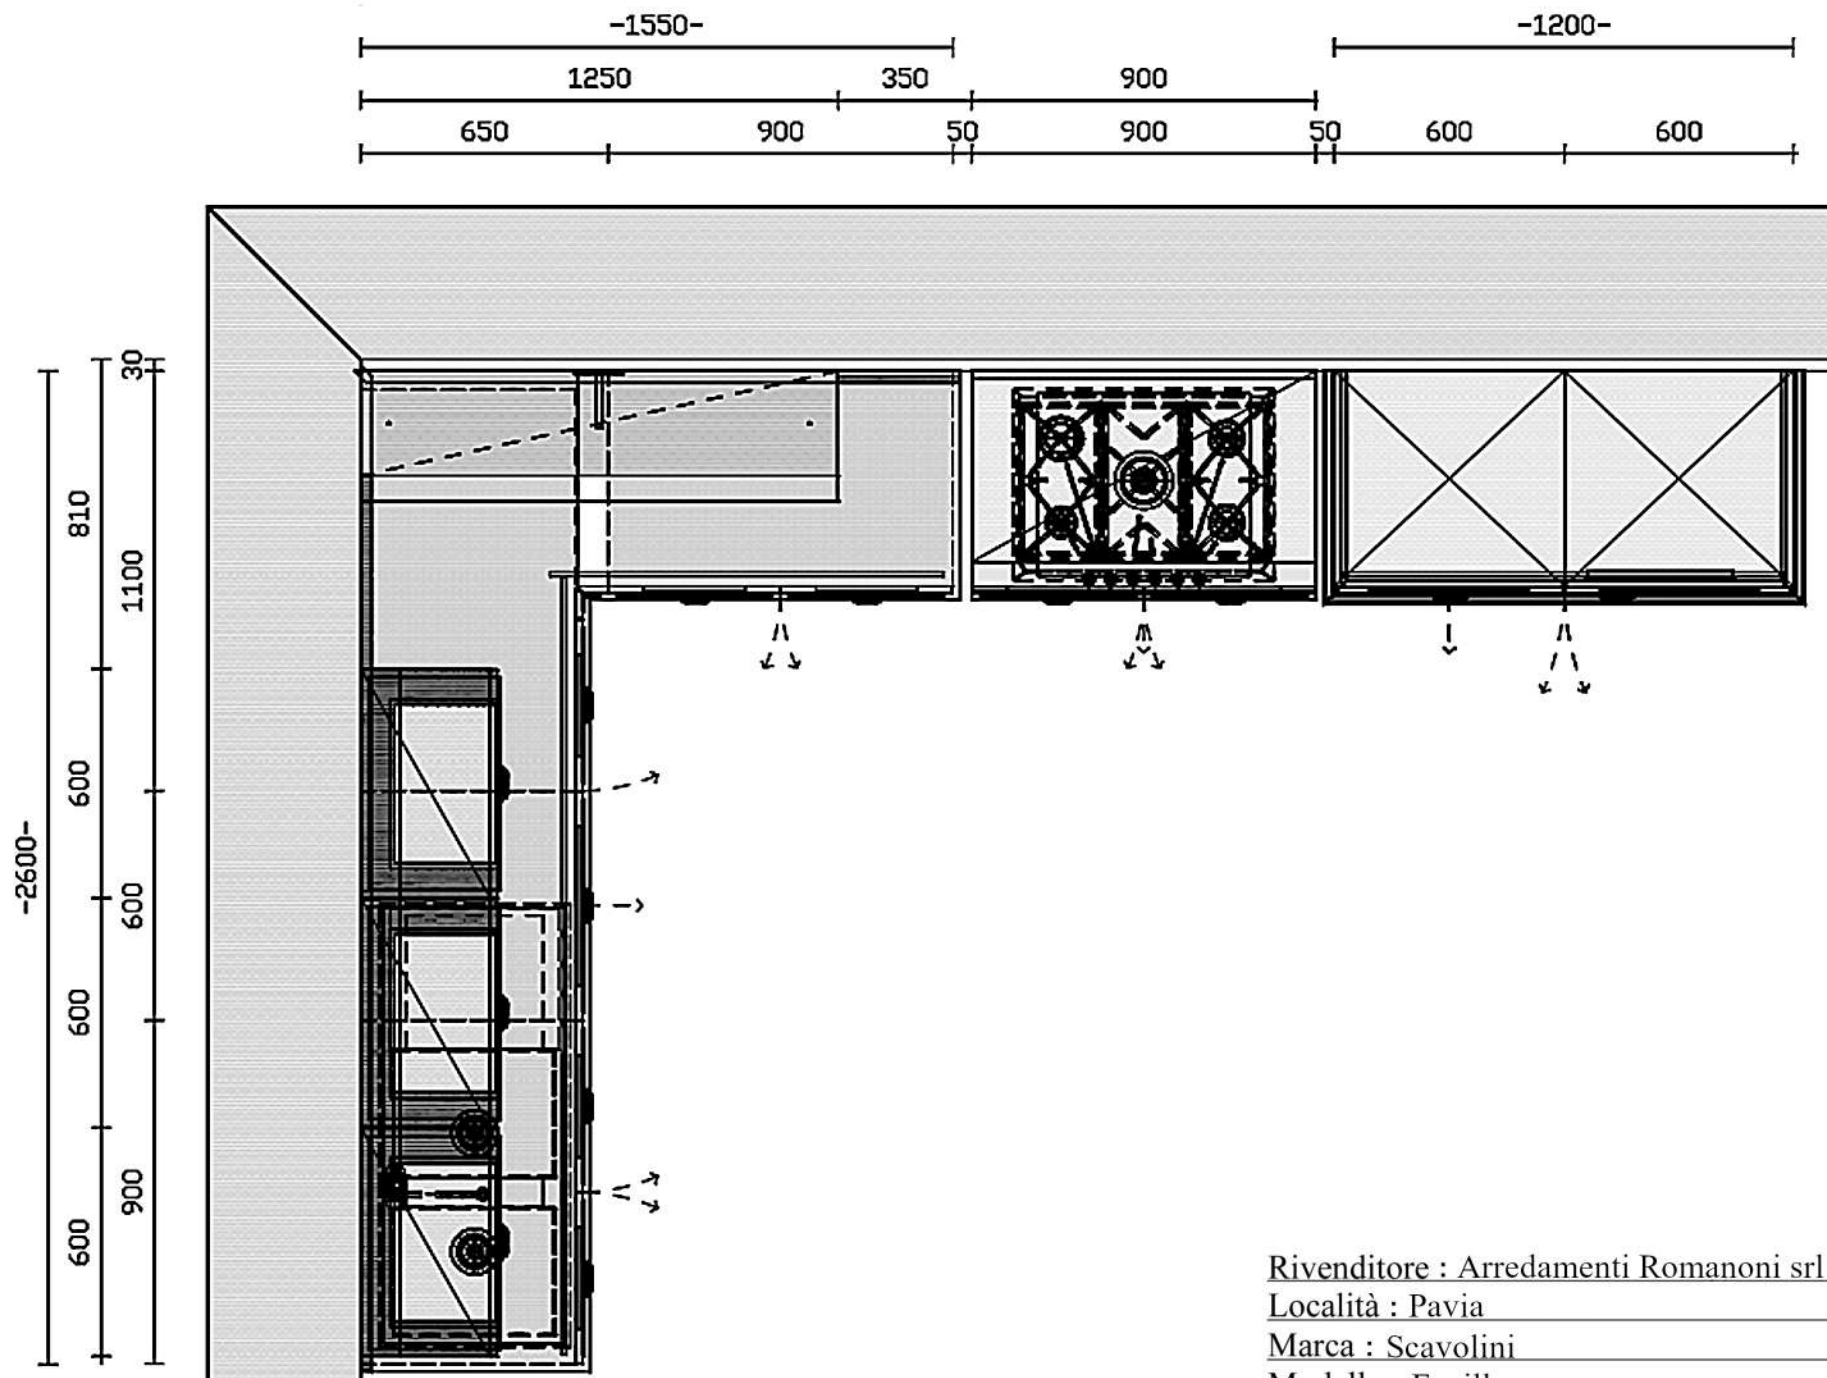 -1550-
-1200-
1250 350 900
650 900 50 900 50 600 600
30
810
1100
600
-2600-
600
600
900
600
Rivenditore : Arredamenti Romanoni srl
Località : Pavia
Marca : Scavolini